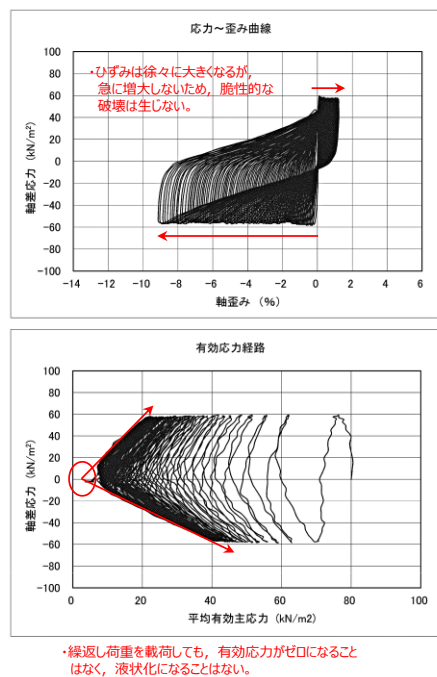 応力～歪み曲線
・ひずみは徐々に大きくなるが，
急に増大しないため，脆性的な
破壊は生じない。
軸差応力（kN/m²）
100
80
60
40
20
0
-20
-40
-60
-80
-100
-14 -12 -10 -8 -6 -4 -2 0 2 4 6
軸歪み （%）
有効応力経路
軸差応力（kN/m²）
100
80
60
40
20
0
-20
-40
-60
-80
-100
0 20 40 60 80 100
平均有効主応力（kN/m2）
・繰返し荷重を載荷しても，有効応力がゼロになること
はなく，液状化になることはない。